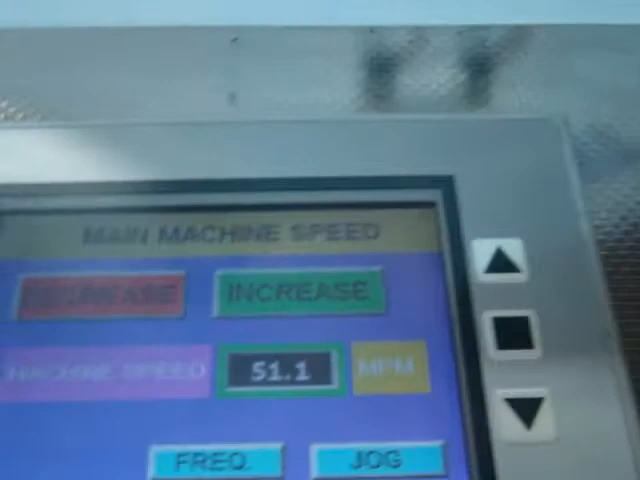 MAIN MACHINE SPEED
DECREASE INCREASE
MACHINE SPEED 51.1 MPM
FREQ. JOG